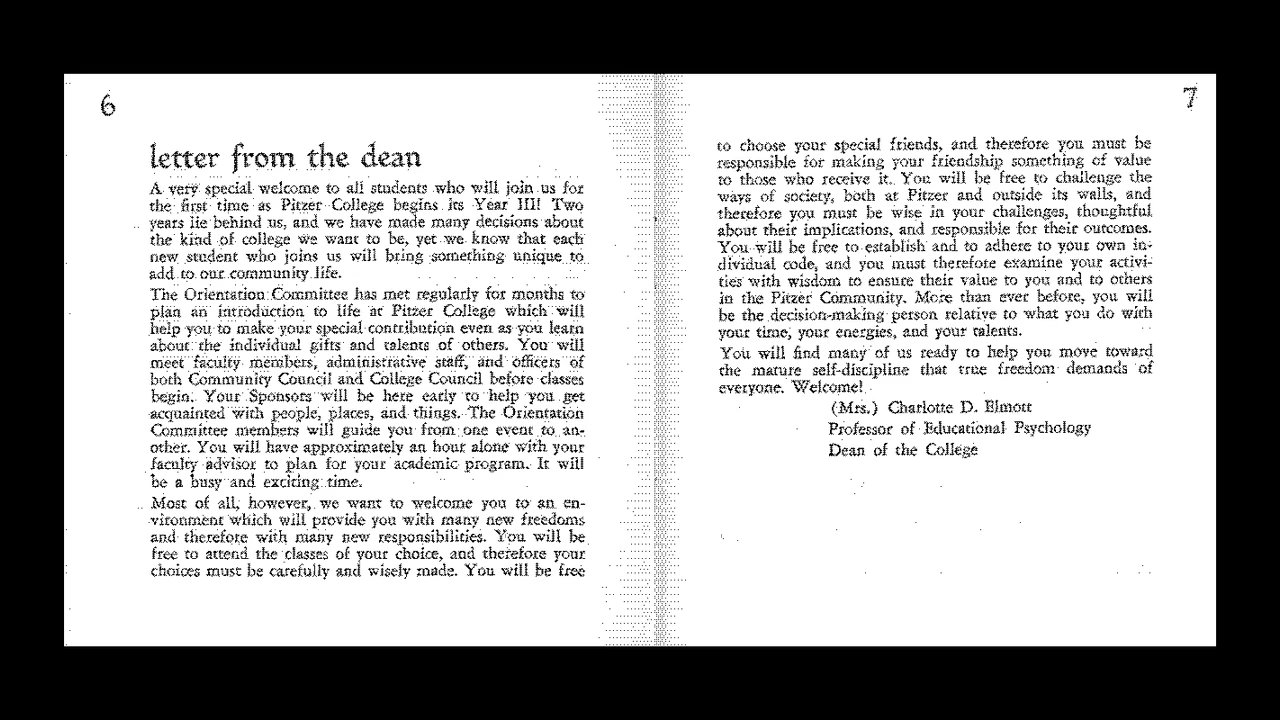 6
letter from the dean
A very special welcome to all students who will join us for
the first time as Pitzer College begins its Year III! Two
years lie behind us, and we have made many decisions about
the kind of college we want to be, yet we know that each
new student who joins us will bring something unique to
add to our community life.
The Orientation Committee has met regularly for months to
plan an introduction to life at Pitzer College which will
help you to make your special contribution even as you learn
about the individual gifts and talents of others. You will
meet faculty members, administrative staff, and officers of
both Community Council and College Council before classes
begin. Your Sponsors will be here early to help you get
acquainted with people, places, and things. The Orientation
Committee members will guide you from one event to an-
other. You will have approximately an hour alone with your
faculty advisor to plan for your academic program. It will
be a busy and exciting time.
Most of all, however, we want to welcome you to an en-
vironment which will provide you with many new freedoms
and therefore with many new responsibilities. You will be
free to attend the classes of your choice, and therefore your
choices must be carefully and wisely made. You will be free
7
to choose your special friends, and therefore you must be
responsible for making your friendship something of value
to those who receive it. You will be free to challenge the
ways of society, both at Pitzer and outside its walls, and
therefore you must be wise in your challenges, thoughtful
about their implications, and responsible for their outcomes.
You will be free to establish and to adhere to your own in-
dividual code, and you must therefore examine your activi-
ties with wisdom to ensure their value to you and to others
in the Pitzer Community. More than ever before, you will
be the decision-making person relative to what you do with
your time, your energies, and your talents.
You will find many of us ready to help you move toward
the mature self-discipline that true freedom demands of
everyone. Welcome!
(Mrs.) Charlotte D. Elmott
Professor of Educational Psychology
Dean of the College